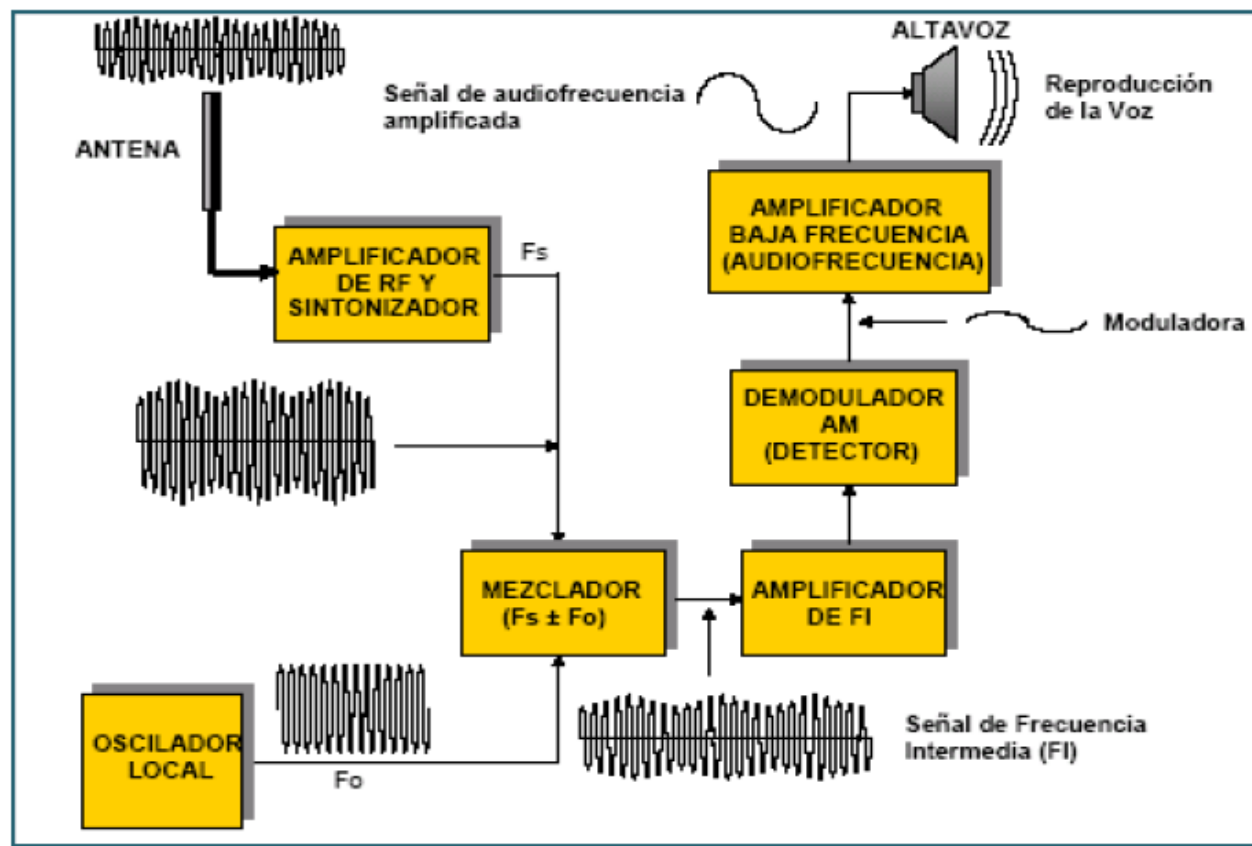 ANTENA
AMPLIFICADOR
DE RF Y
SINTONIZADOR
Fs
OSCILADOR
LOCAL
Fo
MEZCLADOR
(Fs ± Fo)
Señal de Frecuencia
Intermedia (FI)
AMPLIFICADOR
DE FI
DEMODULADOR
AM
(DETECTOR)
Moduladora
AMPLIFICADOR
BAJA FRECUENCIA
(AUDIOFRECUENCIA)
Señal de audiofrecuencia
amplificada
ALTAVOZ
Reproducción
de la Voz